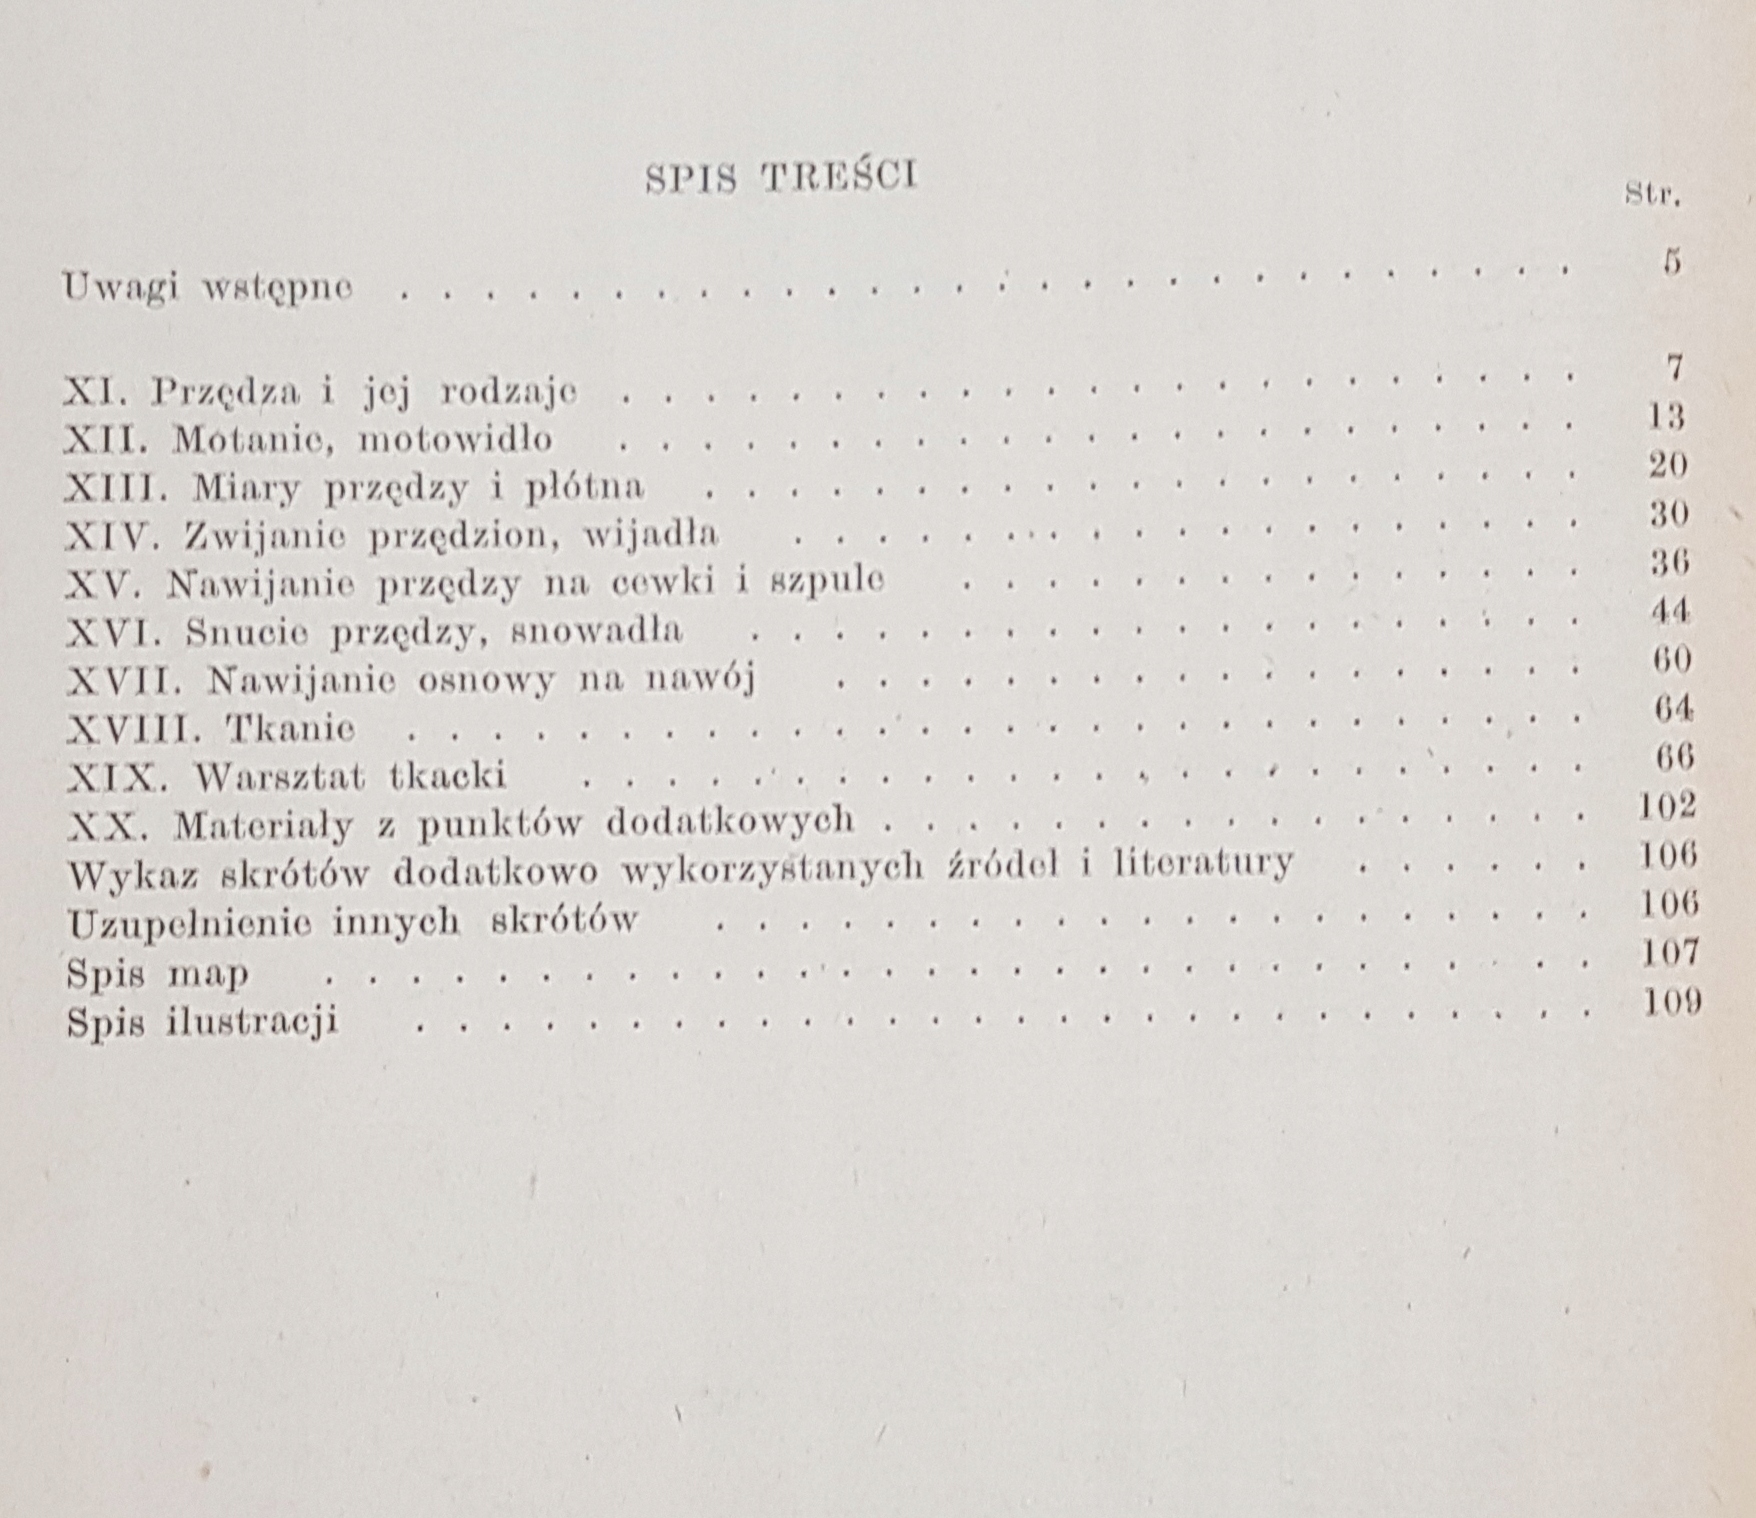 SPIS TREŚCI
Str.
Uwagi wstępne . . . . . . . . . . . . . . . . . . . . . . . . . . . . 5
XI. Przędza i jej rodzaje . . . . . . . . . . . . . . . . . . . . . . . 7
XII. Motanie, motowidło . . . . . . . . . . . . . . . . . . . . . . . 13
XIII. Miary przędzy i płótna . . . . . . . . . . . . . . . . . . . . . 20
XIV. Zwijanie przędzion, wijadła . . . . . . . . . . . . . . . . . . . 30
XV. Nawijanie przędzy na cewki i szpule . . . . . . . . . . . . . . . 36
XVI. Snucie przędzy, snowadła . . . . . . . . . . . . . . . . . . . . 44
XVII. Nawijanie osnowy na nawój . . . . . . . . . . . . . . . . . . 60
XVIII. Tkanie . . . . . . . . . . . . . . . . . . . . . . . . . . . . 64
XIX. Warsztat tkacki . . . . . . . . . . . . . . . . . . . . . . . . 66
XX. Materiały z punktów dodatkowych . . . . . . . . . . . . . . . . . 102
Wykaz skrótów dodatkowo wykorzystanych źródeł i literatury . . . . . . 106
Uzupełnienie innych skrótów . . . . . . . . . . . . . . . . . . . . . 106
Spis map . . . . . . . . . . . . . . . . . . . . . . . . . . . . . . 107
Spis ilustracji . . . . . . . . . . . . . . . . . . . . . . . . . . . . 109